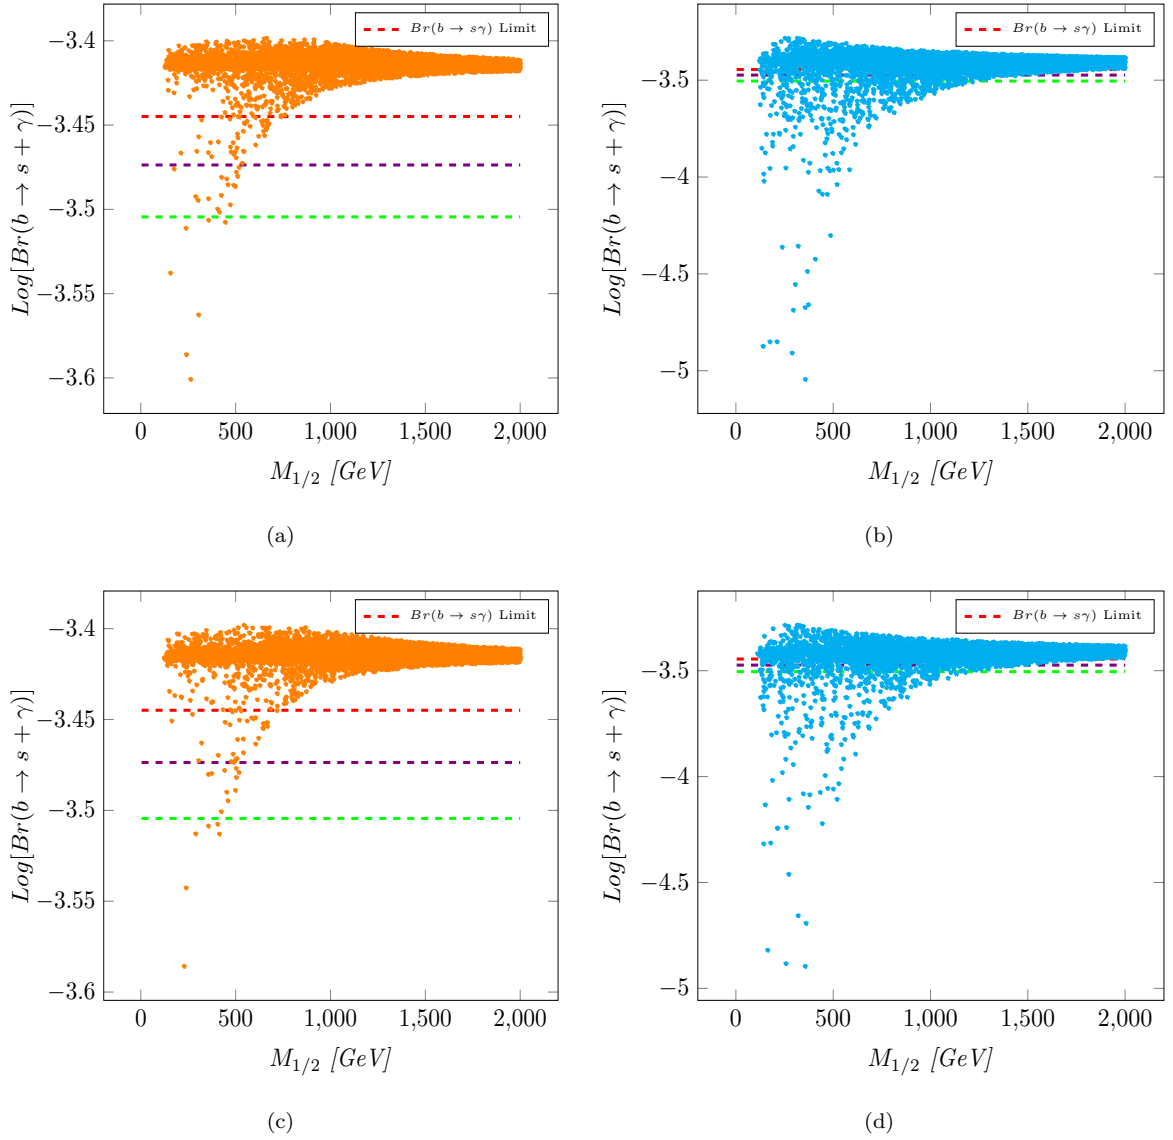 Br(b → sγ) Limit
−3.4
−3.45
−3.5
−3.55
−3.6
Log[Br(b → s + γ)]
0 500 1,000 1,500 2,000
M1/2 [GeV]
(a)
Br(b → sγ) Limit
−3.5
−4
−4.5
−5
Log[Br(b → s + γ)]
0 500 1,000 1,500 2,000
M1/2 [GeV]
(b)
Br(b → sγ) Limit
−3.4
−3.45
−3.5
−3.55
−3.6
Log[Br(b → s + γ)]
0 500 1,000 1,500 2,000
M1/2 [GeV]
(c)
Br(b → sγ) Limit
−3.5
−4
−4.5
−5
Log[Br(b → s + γ)]
0 500 1,000 1,500 2,000
M1/2 [GeV]
(d)